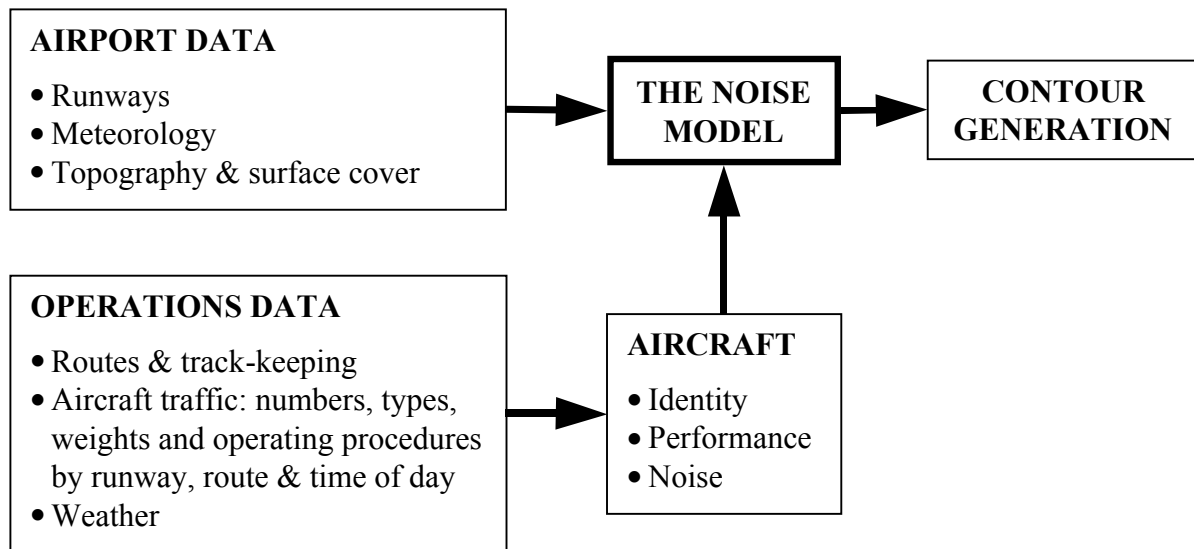 AIRPORT DATA
• Runways
• Meteorology
• Topography & surface cover
THE NOISE
MODEL
CONTOUR
GENERATION
OPERATIONS DATA
• Routes & track-keeping
• Aircraft traffic: numbers, types,
weights and operating procedures
by runway, route & time of day
• Weather
AIRCRAFT
• Identity
• Performance
• Noise